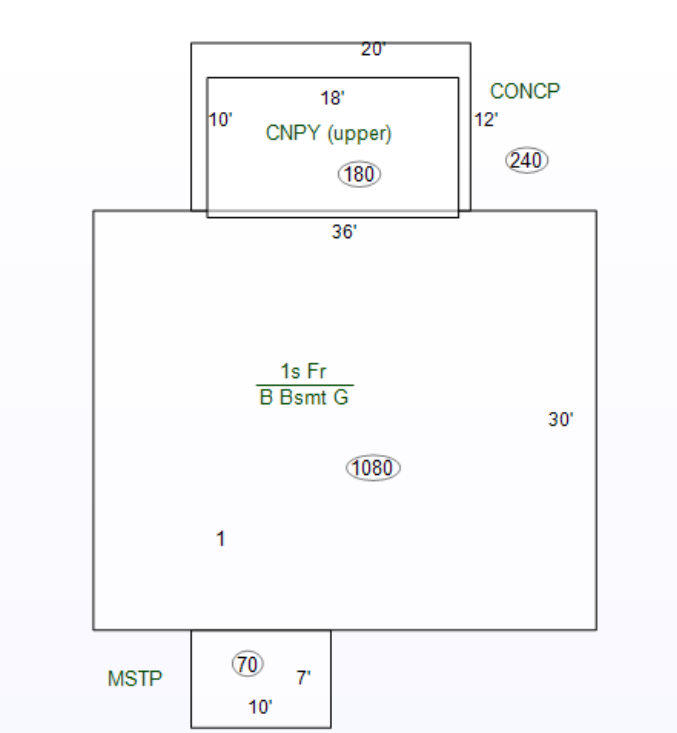 20'
CONCP
18'
10'
12'
CNPY (upper)
240
180
36'
1s Fr
B Bsmt G
30'
1080
1
70
MSTP
7'
10'